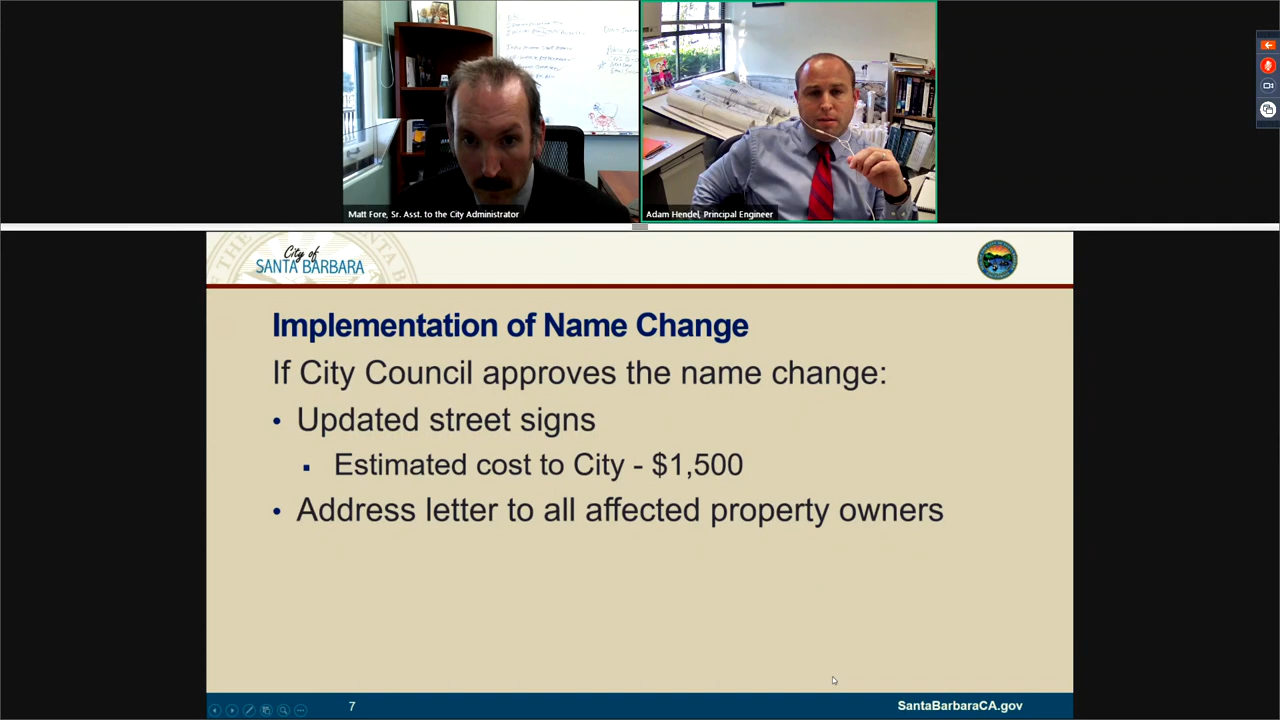 Matt Fore, Sr. Asst. to the City Administrator
Adam Hendel, Principal Engineer
City of
SANTA BARBARA
Implementation of Name Change
If City Council approves the name change:
• Updated street signs
▪ Estimated cost to City - $1,500
• Address letter to all affected property owners
7
SantaBarbaraCA.gov